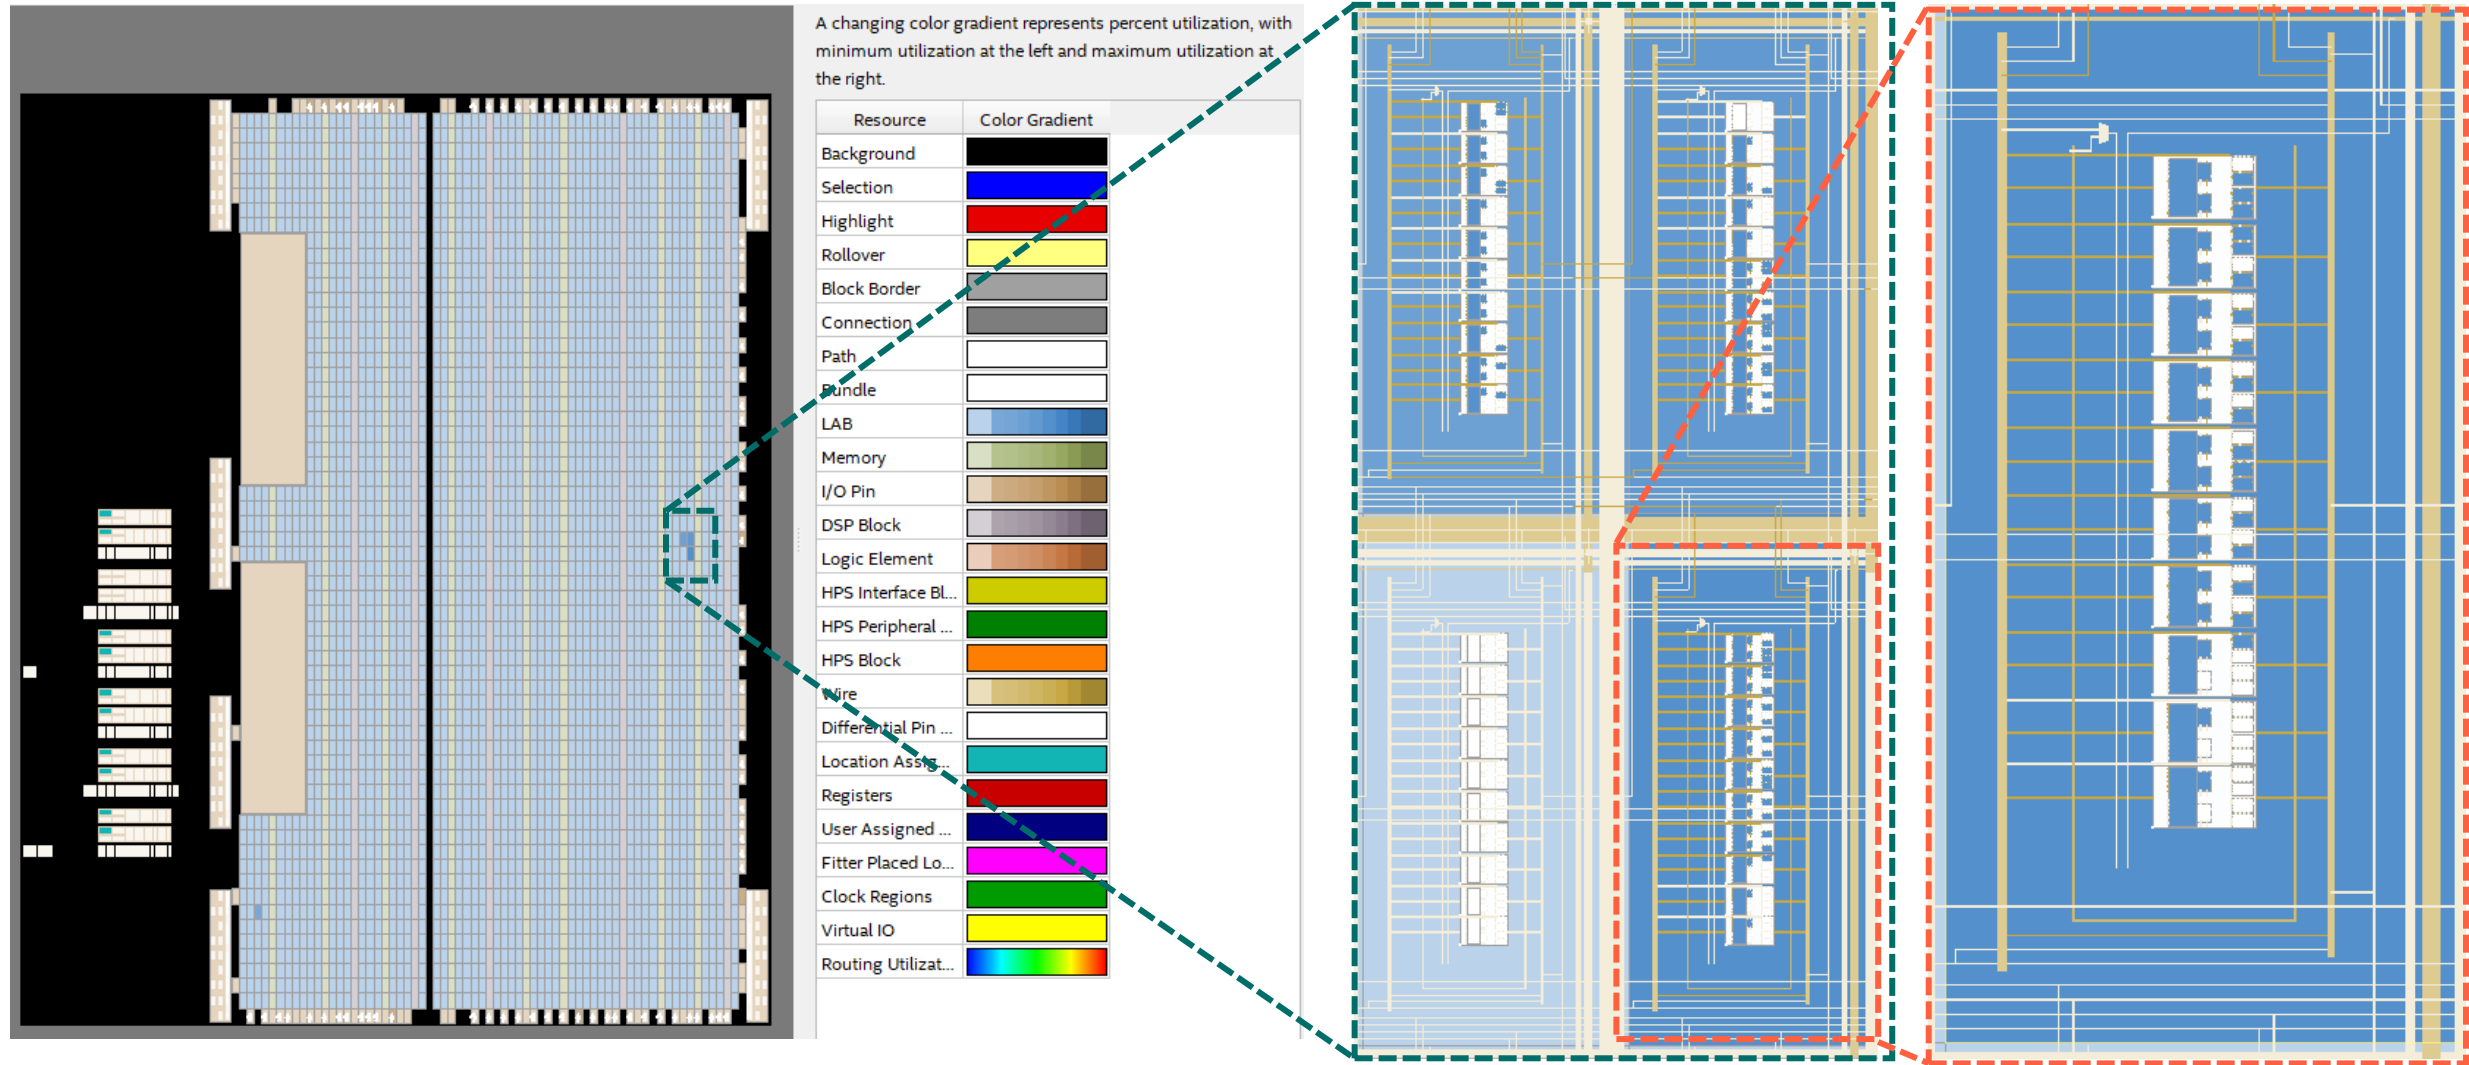 A changing color gradient represents percent utilization, with
minimum utilization at the left and maximum utilization at
the right.
Resource Color Gradient
Background
Selection
Highlight
Rollover
Block Border
Connection
Path
Bundle
LAB
Memory
I/O Pin
DSP Block
Logic Element
HPS Interface Bl...
HPS Peripheral ...
HPS Block
Wire
Differential Pin ...
Location Assig...
Registers
User Assigned ...
Fitter Placed Lo...
Clock Regions
Virtual IO
Routing Utilizat...